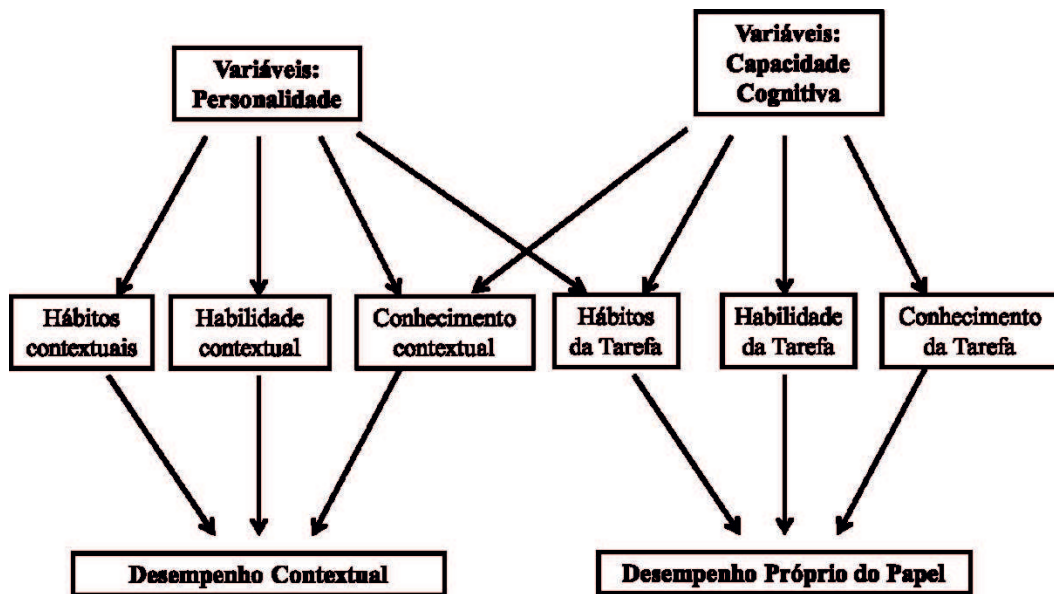 Variáveis:
Personalidade
Variáveis:
Capacidade
Cognitiva
Hábitos
contextuais
Habilidade
contextual
Conhecimento
contextual
Hábitos
da Tarefa
Habilidade
da Tarefa
Conhecimento
da Tarefa
Desempenho Contextual
Desempenho Próprio do Papel